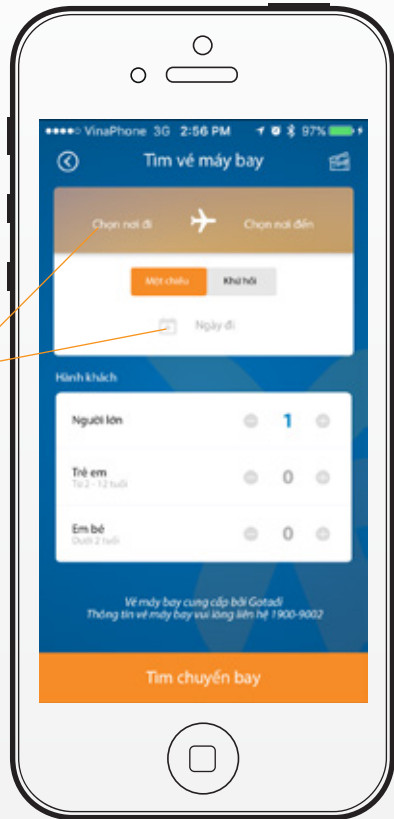 VinaPhone 3G 2:56 PM 97%
Tìm vé máy bay
Chọn nơi đi Chọn nơi đến
Một chiều Khứ hồi
Ngày đi
Hành khách
Người lớn 1
Trẻ em 0
Từ 2 - 12 tuổi
Em bé 0
Dưới 2 tuổi
Vé máy bay cung cấp bởi Gotadi
Thông tin vé máy bay vui lòng liên hệ 1900-9002
Tìm chuyến bay